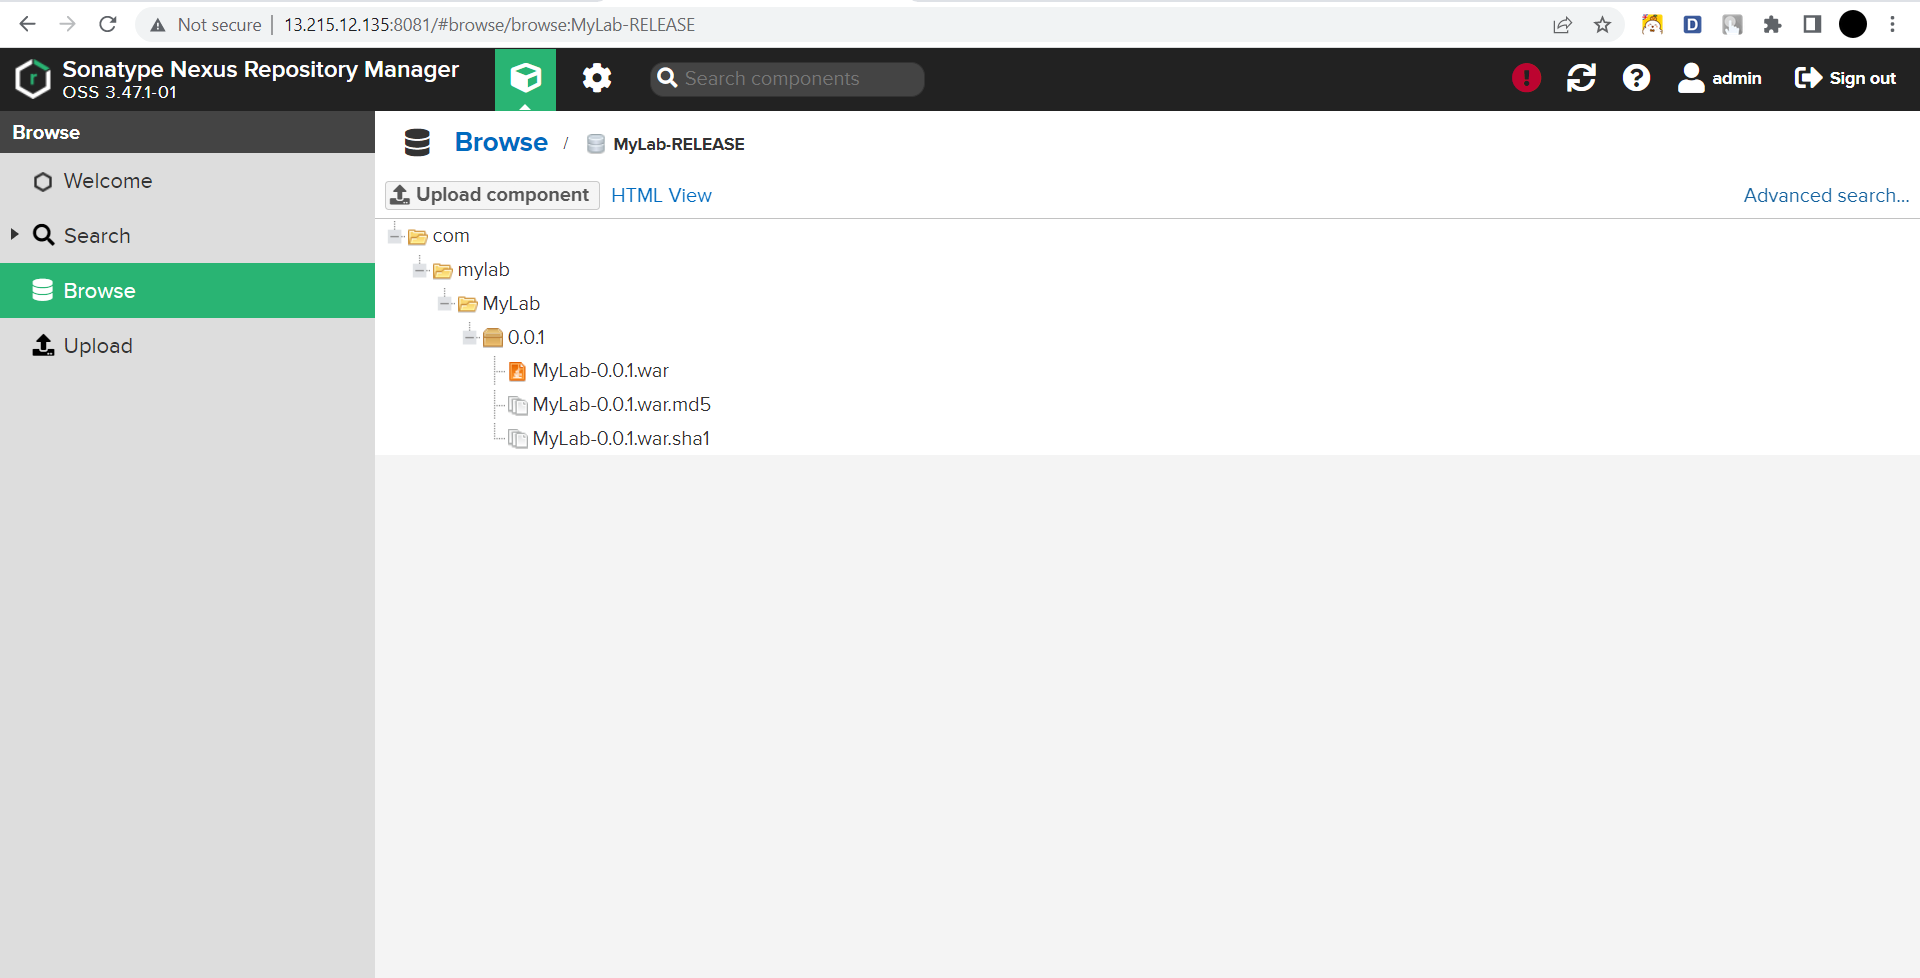 Not secure
13.215.12.135:8081/#browse/browse:MyLab-RELEASE
D
Sonatype Nexus Repository Manager
OSS 3.47.1-01
Search components
admin
Sign out
Browse
Welcome
Search
Browse
Upload
Browse / MyLab-RELEASE
Upload component
HTML View
Advanced search...
com
mylab
MyLab
0.0.1
MyLab-0.0.1.war
MyLab-0.0.1.war.md5
MyLab-0.0.1.war.sha1